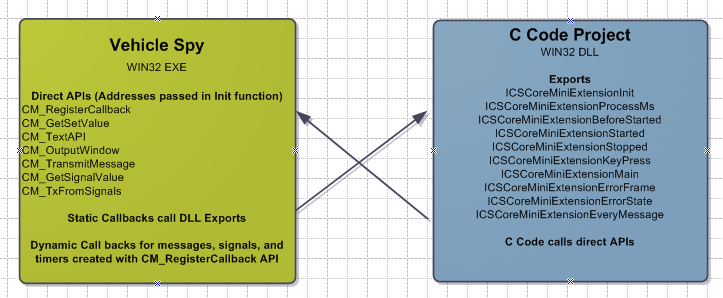 Vehicle Spy
WIN32 EXE
Direct APIs (Addresses passed in Init function)
CM_RegisterCallback
CM_GetSetValue
CM_TextAPI
CM_OutputWindow
CM_TransmitMessage
CM_GetSignalValue
CM_TxFromSignals
Static Callbacks call DLL Exports
Dynamic Call backs for messages, signals, and
timers created with CM_RegisterCallback API
C Code Project
WIN32 DLL
Exports
ICSCoreMiniExtensionInit
ICSCoreMiniExtensionProcessMs
ICSCoreMiniExtensionBeforeStarted
ICSCoreMiniExtensionStarted
ICSCoreMiniExtensionStopped
ICSCoreMiniExtensionKeyPress
ICSCoreMiniExtensionMain
ICSCoreMiniExtensionErrorFrame
ICSCoreMiniExtensionErrorState
ICSCoreMiniExtensionEveryMessage
C Code calls direct APIs